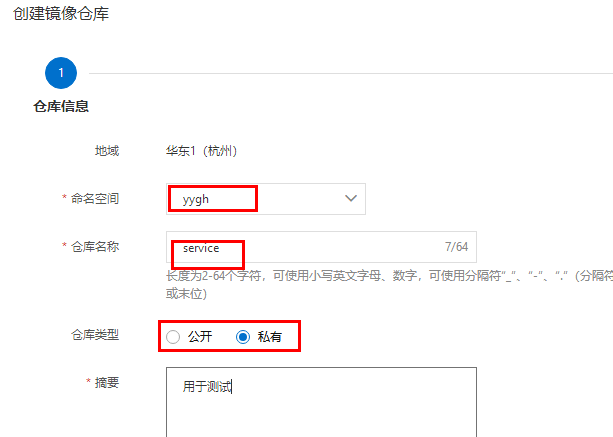 创建镜像仓库
1
仓库信息
地域 华东1（杭州）
* 命名空间 yygh
* 仓库名称 service 7/64
长度为2-64个字符，可使用小写英文字母、数字，可使用分隔符“_”、“-”、“.”（分隔符
或末位）
仓库类型 公开 私有
* 摘要 用于测试